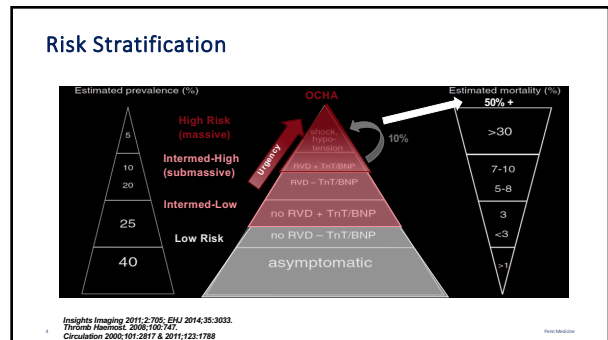 Risk Stratification
Estimated prevalence (%)
OCHA
Estimated mortality (%)
50% +
High Risk
(massive)
5
shock,
hypo-
tension
10%
>30
Urgency
Intermed-High
(submassive)
10
RVD + TnT/BNP
7-10
20
RVD – TnT/BNP
5-8
Intermed-Low
25
no RVD + TnT/BNP
3
<3
Low Risk
no RVD – TnT/BNP
40
asymptomatic
>1
Insights Imaging 2011;2:705; EHJ 2014;35:3033.
Thromb Haemost. 2008;100:747.
Circulation 2000;101:2817 & 2011;123:1788
4
Penn Medicine